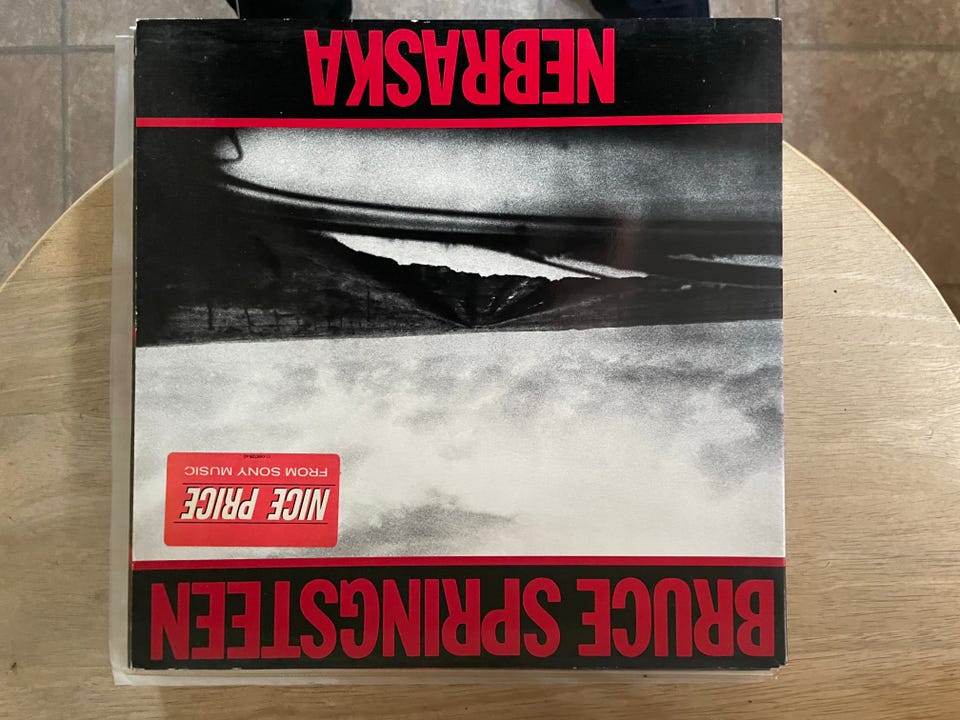 BRUCE SPRINGSTEEN
NICE PRICE
FROM SONY MUSIC
NEBRASKA